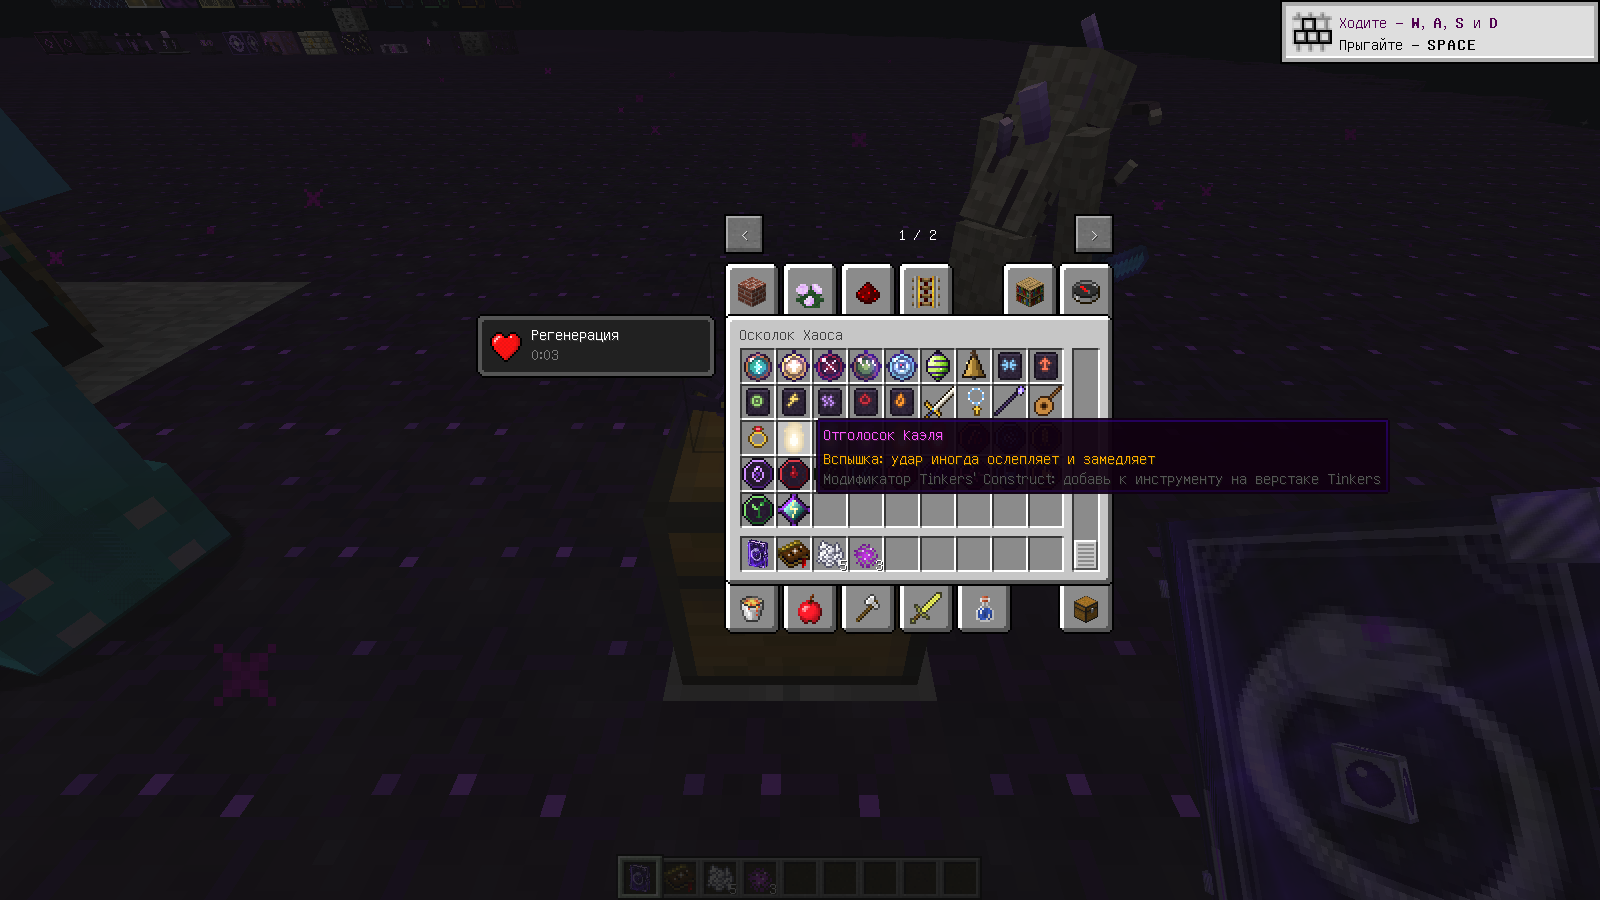 Ходите – W, A, S и D
Прыгайте – SPACE
<
1 / 2
>
Регенерация
0:03
Осколок Хаоса
Отголосок Каэля
Вспышка: удар иногда ослепляет и замедляет
Модификатор Tinkers' Construct: добавь к инструменту на верстаке Tinkers
5
3
5
3